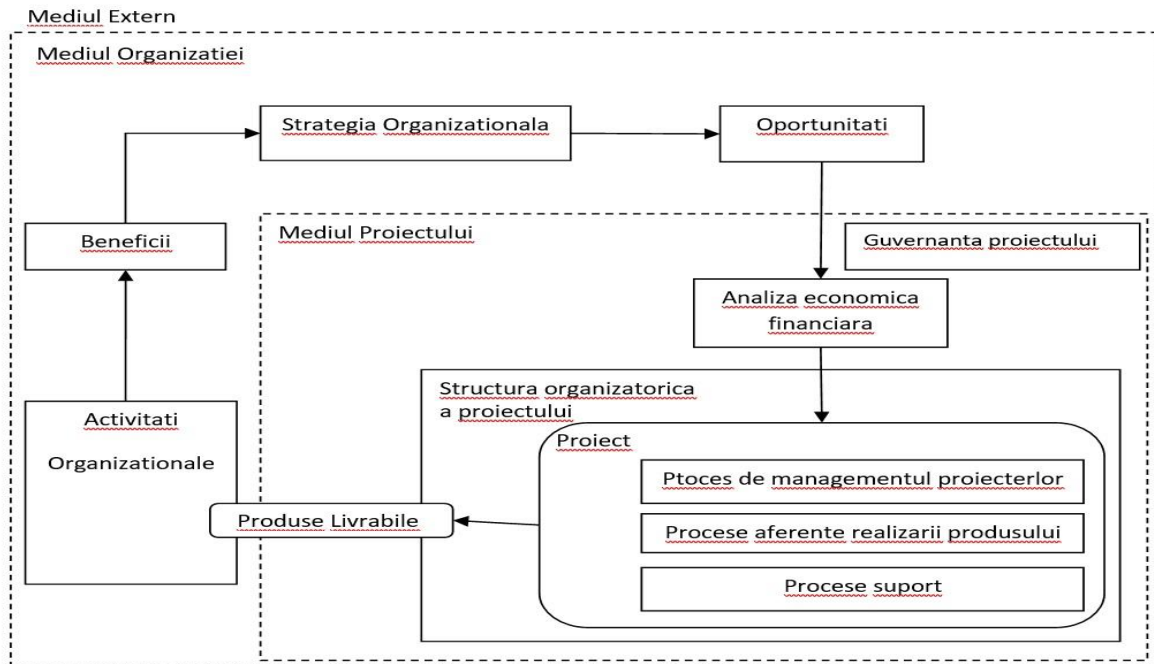 Mediul Extern
Mediul Organizatiei
Strategia Organizationala
Oportunitati
Beneficii
Mediul Proiectului
Guvernanta proiectului
Analiza economica
financiara
Structura organizatorica
a proiectului
Activitati
Organizationale
Proiect
Ptoces de managementul proiecterlor
Produse Livrabile
Procese aferente realizarii produsului
Procese suport